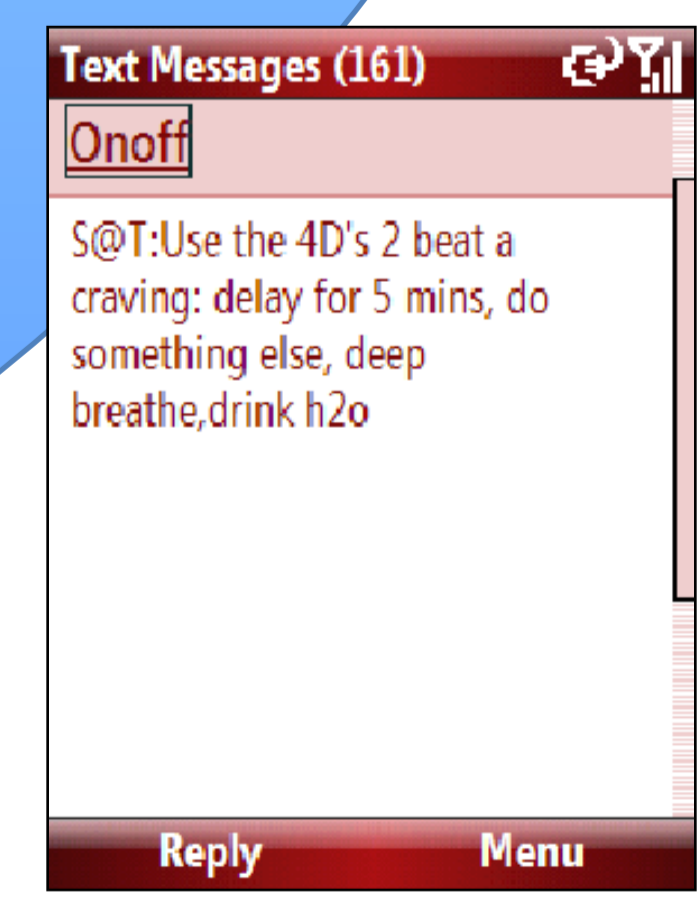 Text Messages (161)
Onoff
S@T:Use the 4D's 2 beat a
craving: delay for 5 mins, do
something else, deep
breathe,drink h2o
Reply Menu